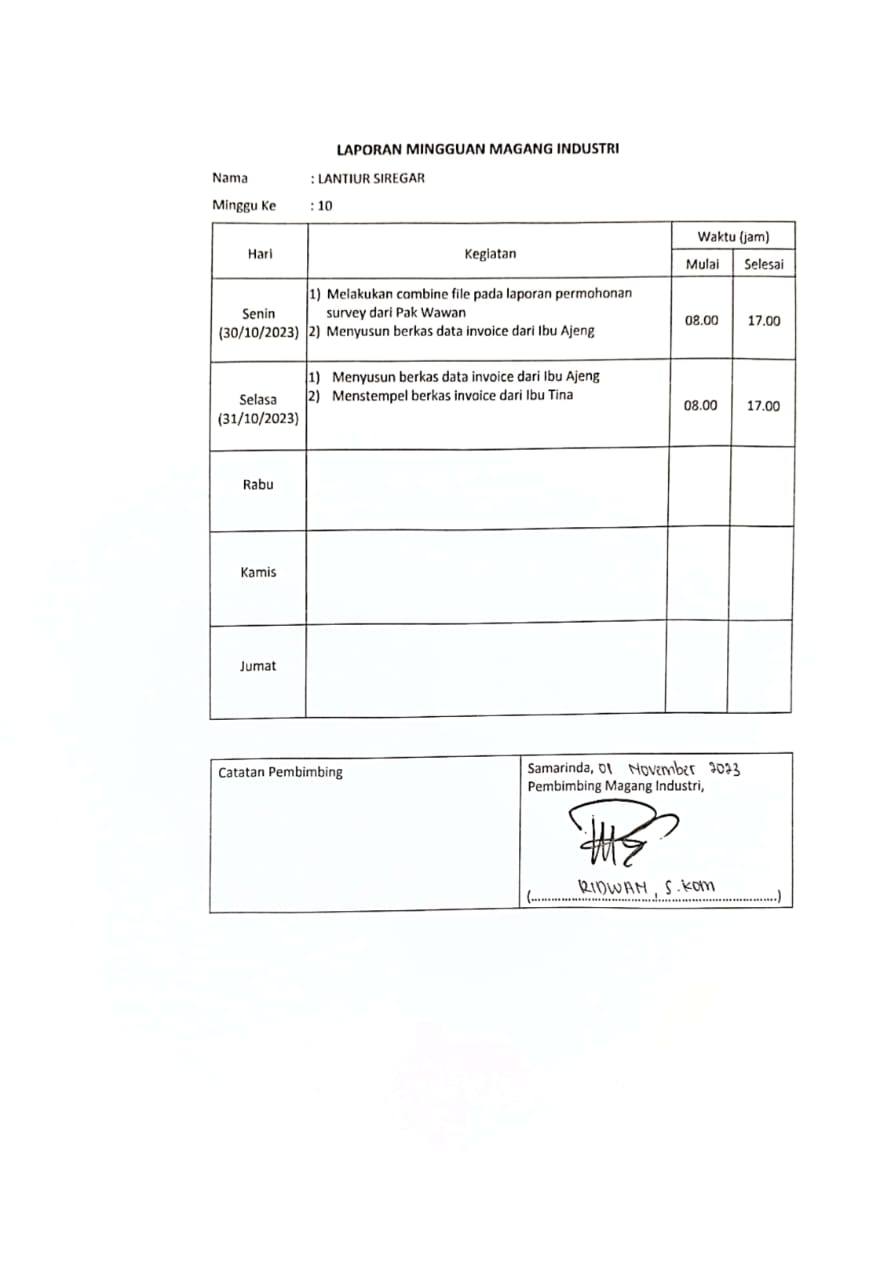 LAPORAN MINGGUAN MAGANG INDUSTRI
Nama : LANTIUR SIREGAR
Minggu Ke : 10
Hari Kegiatan Waktu (jam)
Mulai Selesai
Senin
(30/10/2023)
1) Melakukan combine file pada laporan permohonan
survey dari Pak Wawan
2) Menyusun berkas data invoice dari Ibu Ajeng
08.00 17.00
Selasa
(31/10/2023)
1) Menyusun berkas data invoice dari Ibu Ajeng
2) Menstempel berkas invoice dari Ibu Tina
08.00 17.00
Rabu
Kamis
Jumat
Catatan Pembimbing
Samarinda, 01 November 2023
Pembimbing Magang Industri,
RIDWAN, S.kom
(........................................................................)